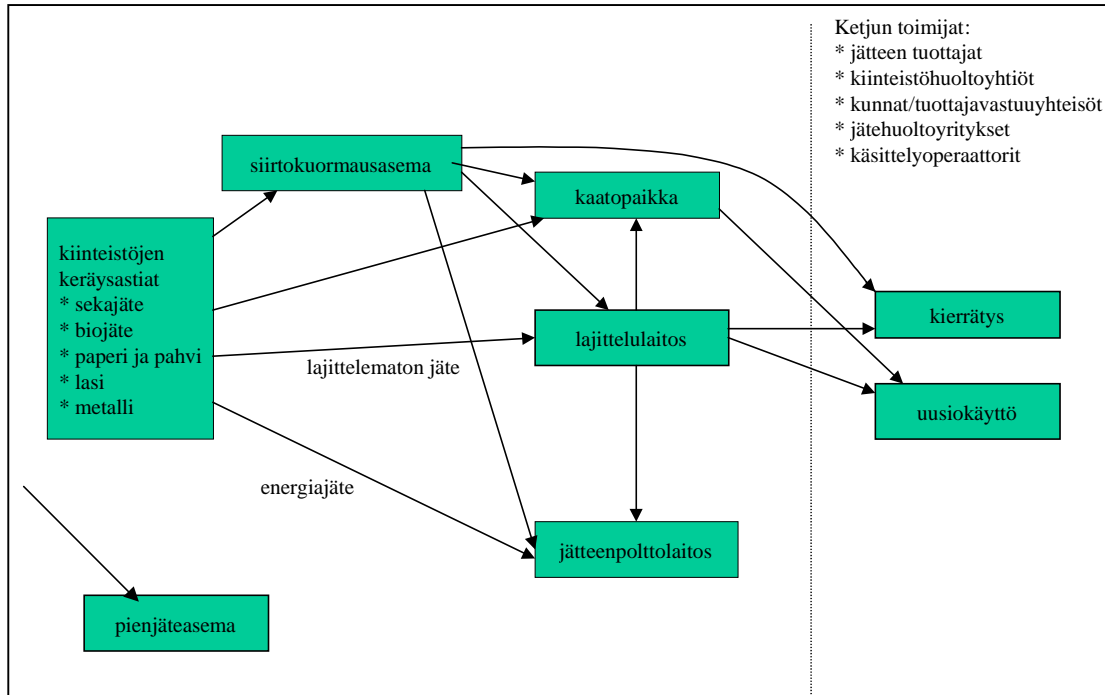 Ketjun toimijat:
* jätteen tuottajat
* kiinteistöhuoltoyhtiöt
* kunnat/tuottajavastuuyhteisöt
* jätehuoltoyritykset
* käsittelyoperaattorit
siirtokuormausasema
kaatopaikka
kiinteistöjen
keräysastiat
* sekajäte
* biojäte
* paperi ja pahvi
* lasi
* metalli
lajittelematon jäte
lajittelulaitos
kierrätys
uusiokäyttö
energiajäte
jätteenpolttolaitos
pienjäteasema